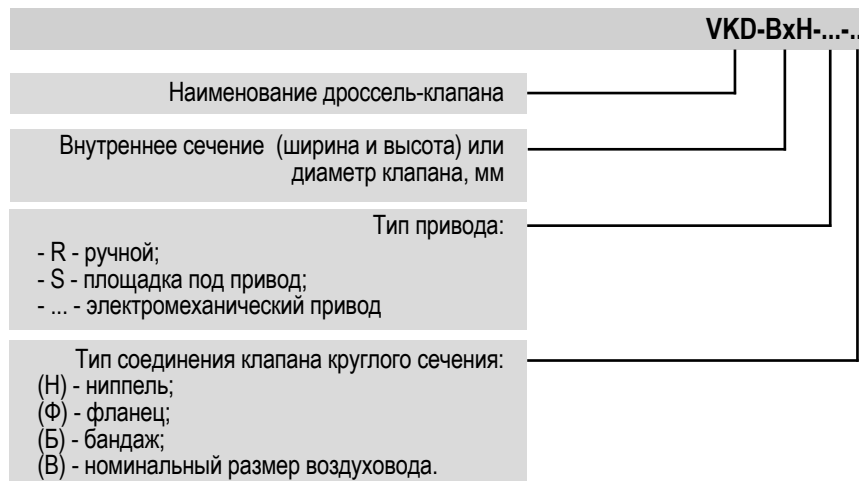 VKD-BxH-...-..
Наименование дроссель-клапана
Внутреннее сечение (ширина и высота) или
диаметр клапана, мм
Тип привода:
- R - ручной;
- S - площадка под привод;
- ... - электромеханический привод
Тип соединения клапана круглого сечения:
(Н) - ниппель;
(Ф) - фланец;
(Б) - бандаж;
(В) - номинальный размер воздуховода.